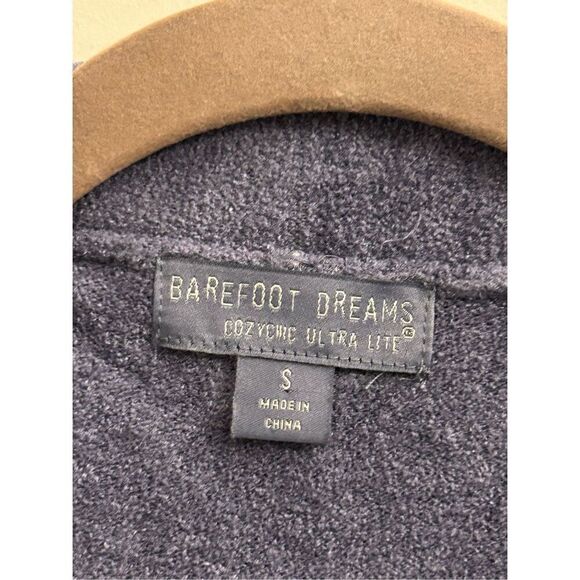 BAREFOOT DREAMS
COZYCHIC ULTRA LITE®
S
MADE IN
CHINA